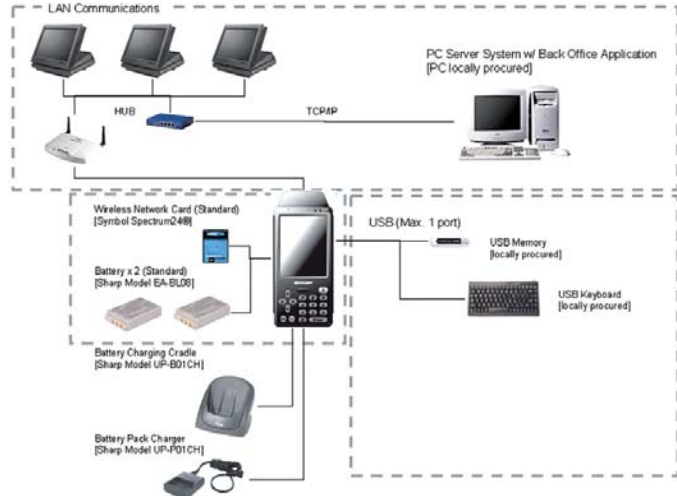 LAN Communications
PC Server System w/ Back Office Application
[PC locally procured]
HUB
TCP/IP
Wireless Network Card (Standard)
[Symbol Spectrum24®]
USB (Max. 1 port)
USB Memory
[locally procured]
Battery x 2 (Standard)
[Sharp Model EA-BL08]
USB Keyboard
[locally procured]
Battery Charging Cradle
[Sharp Model UP-B01CH]
Battery Pack Charger
[Sharp Model UP-P01CH]